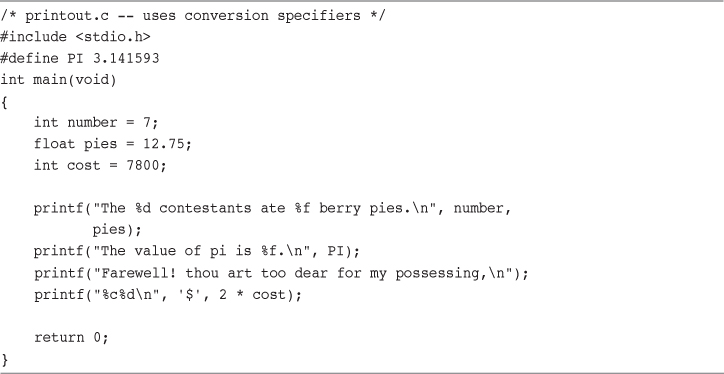 /* printout.c -- uses conversion specifiers */
#include <stdio.h>
#define PI 3.141593
int main(void)
{
    int number = 7;
    float pies = 12.75;
    int cost = 7800;

    printf("The %d contestants ate %f berry pies.\n", number,
           pies);
    printf("The value of pi is %f.\n", PI);
    printf("Farewell! thou art too dear for my possessing,\n");
    printf("%c%d\n", '$', 2 * cost);

    return 0;
}